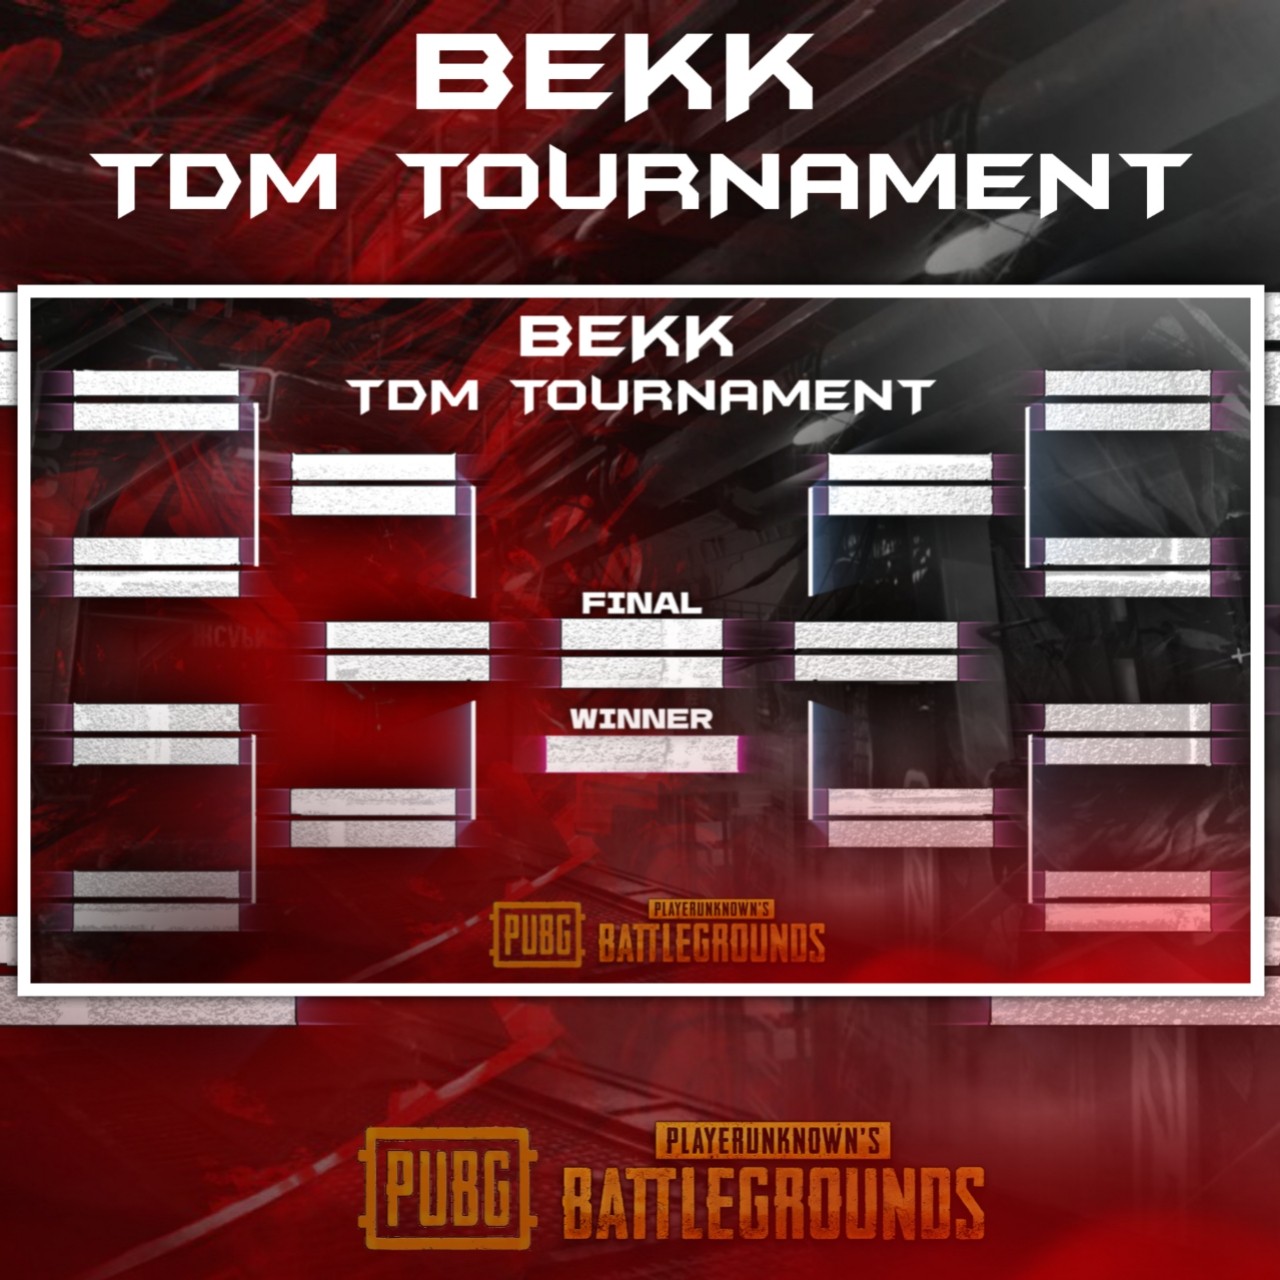 BEKK
TDM TOURNAMENT
BEKK
TDM TOURNAMENT
FINAL
WINNER
PUBG
PLAYERUNKNOWN'S
BATTLEGROUNDS
PUBG
PLAYERUNKNOWN'S
BATTLEGROUNDS